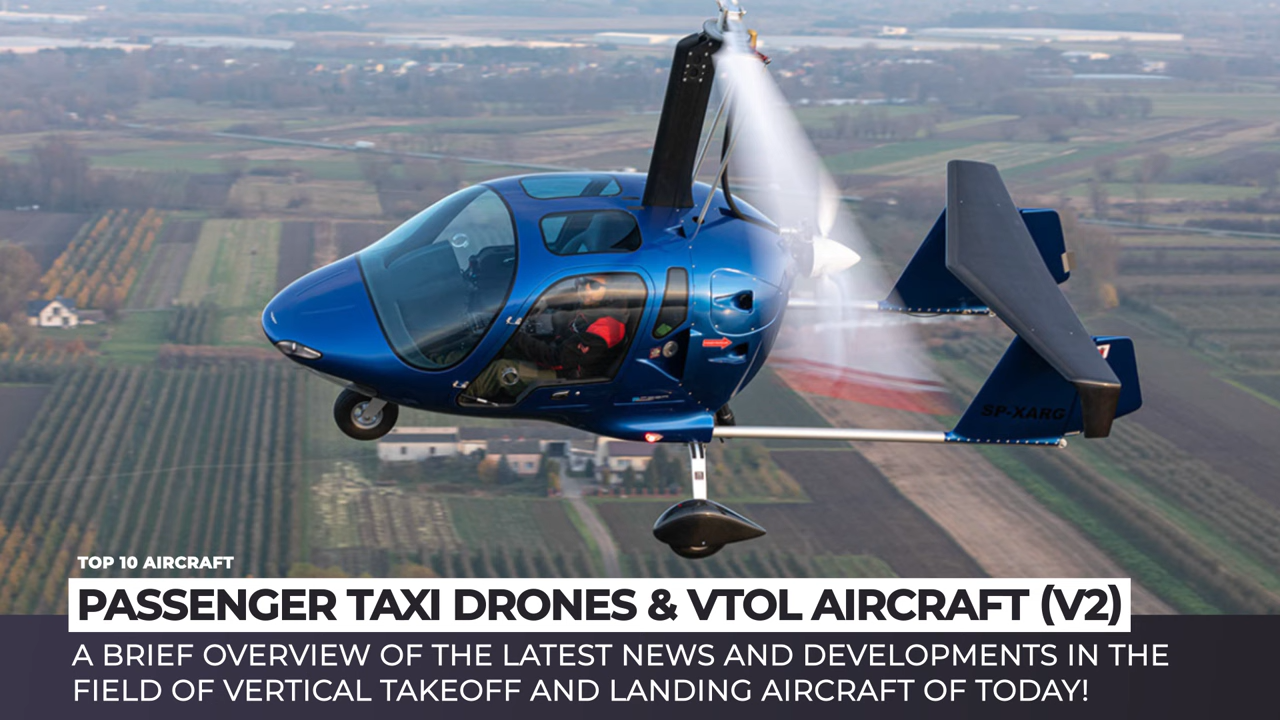 SP-XARG
TOP 10 AIRCRAFT
PASSENGER TAXI DRONES & VTOL AIRCRAFT (V2)
A BRIEF OVERVIEW OF THE LATEST NEWS AND DEVELOPMENTS IN THE
FIELD OF VERTICAL TAKEOFF AND LANDING AIRCRAFT OF TODAY!